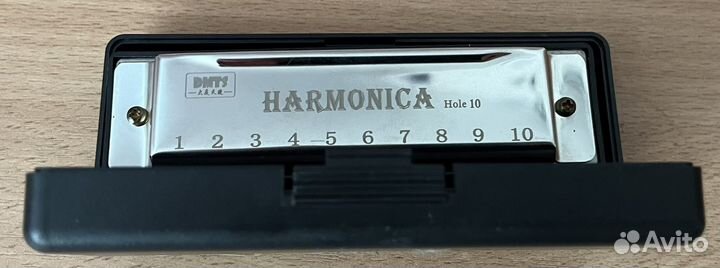 DMTS
HARMONICA Hole 10
1 2 3 4 5 6 7 8 9 10
Avito